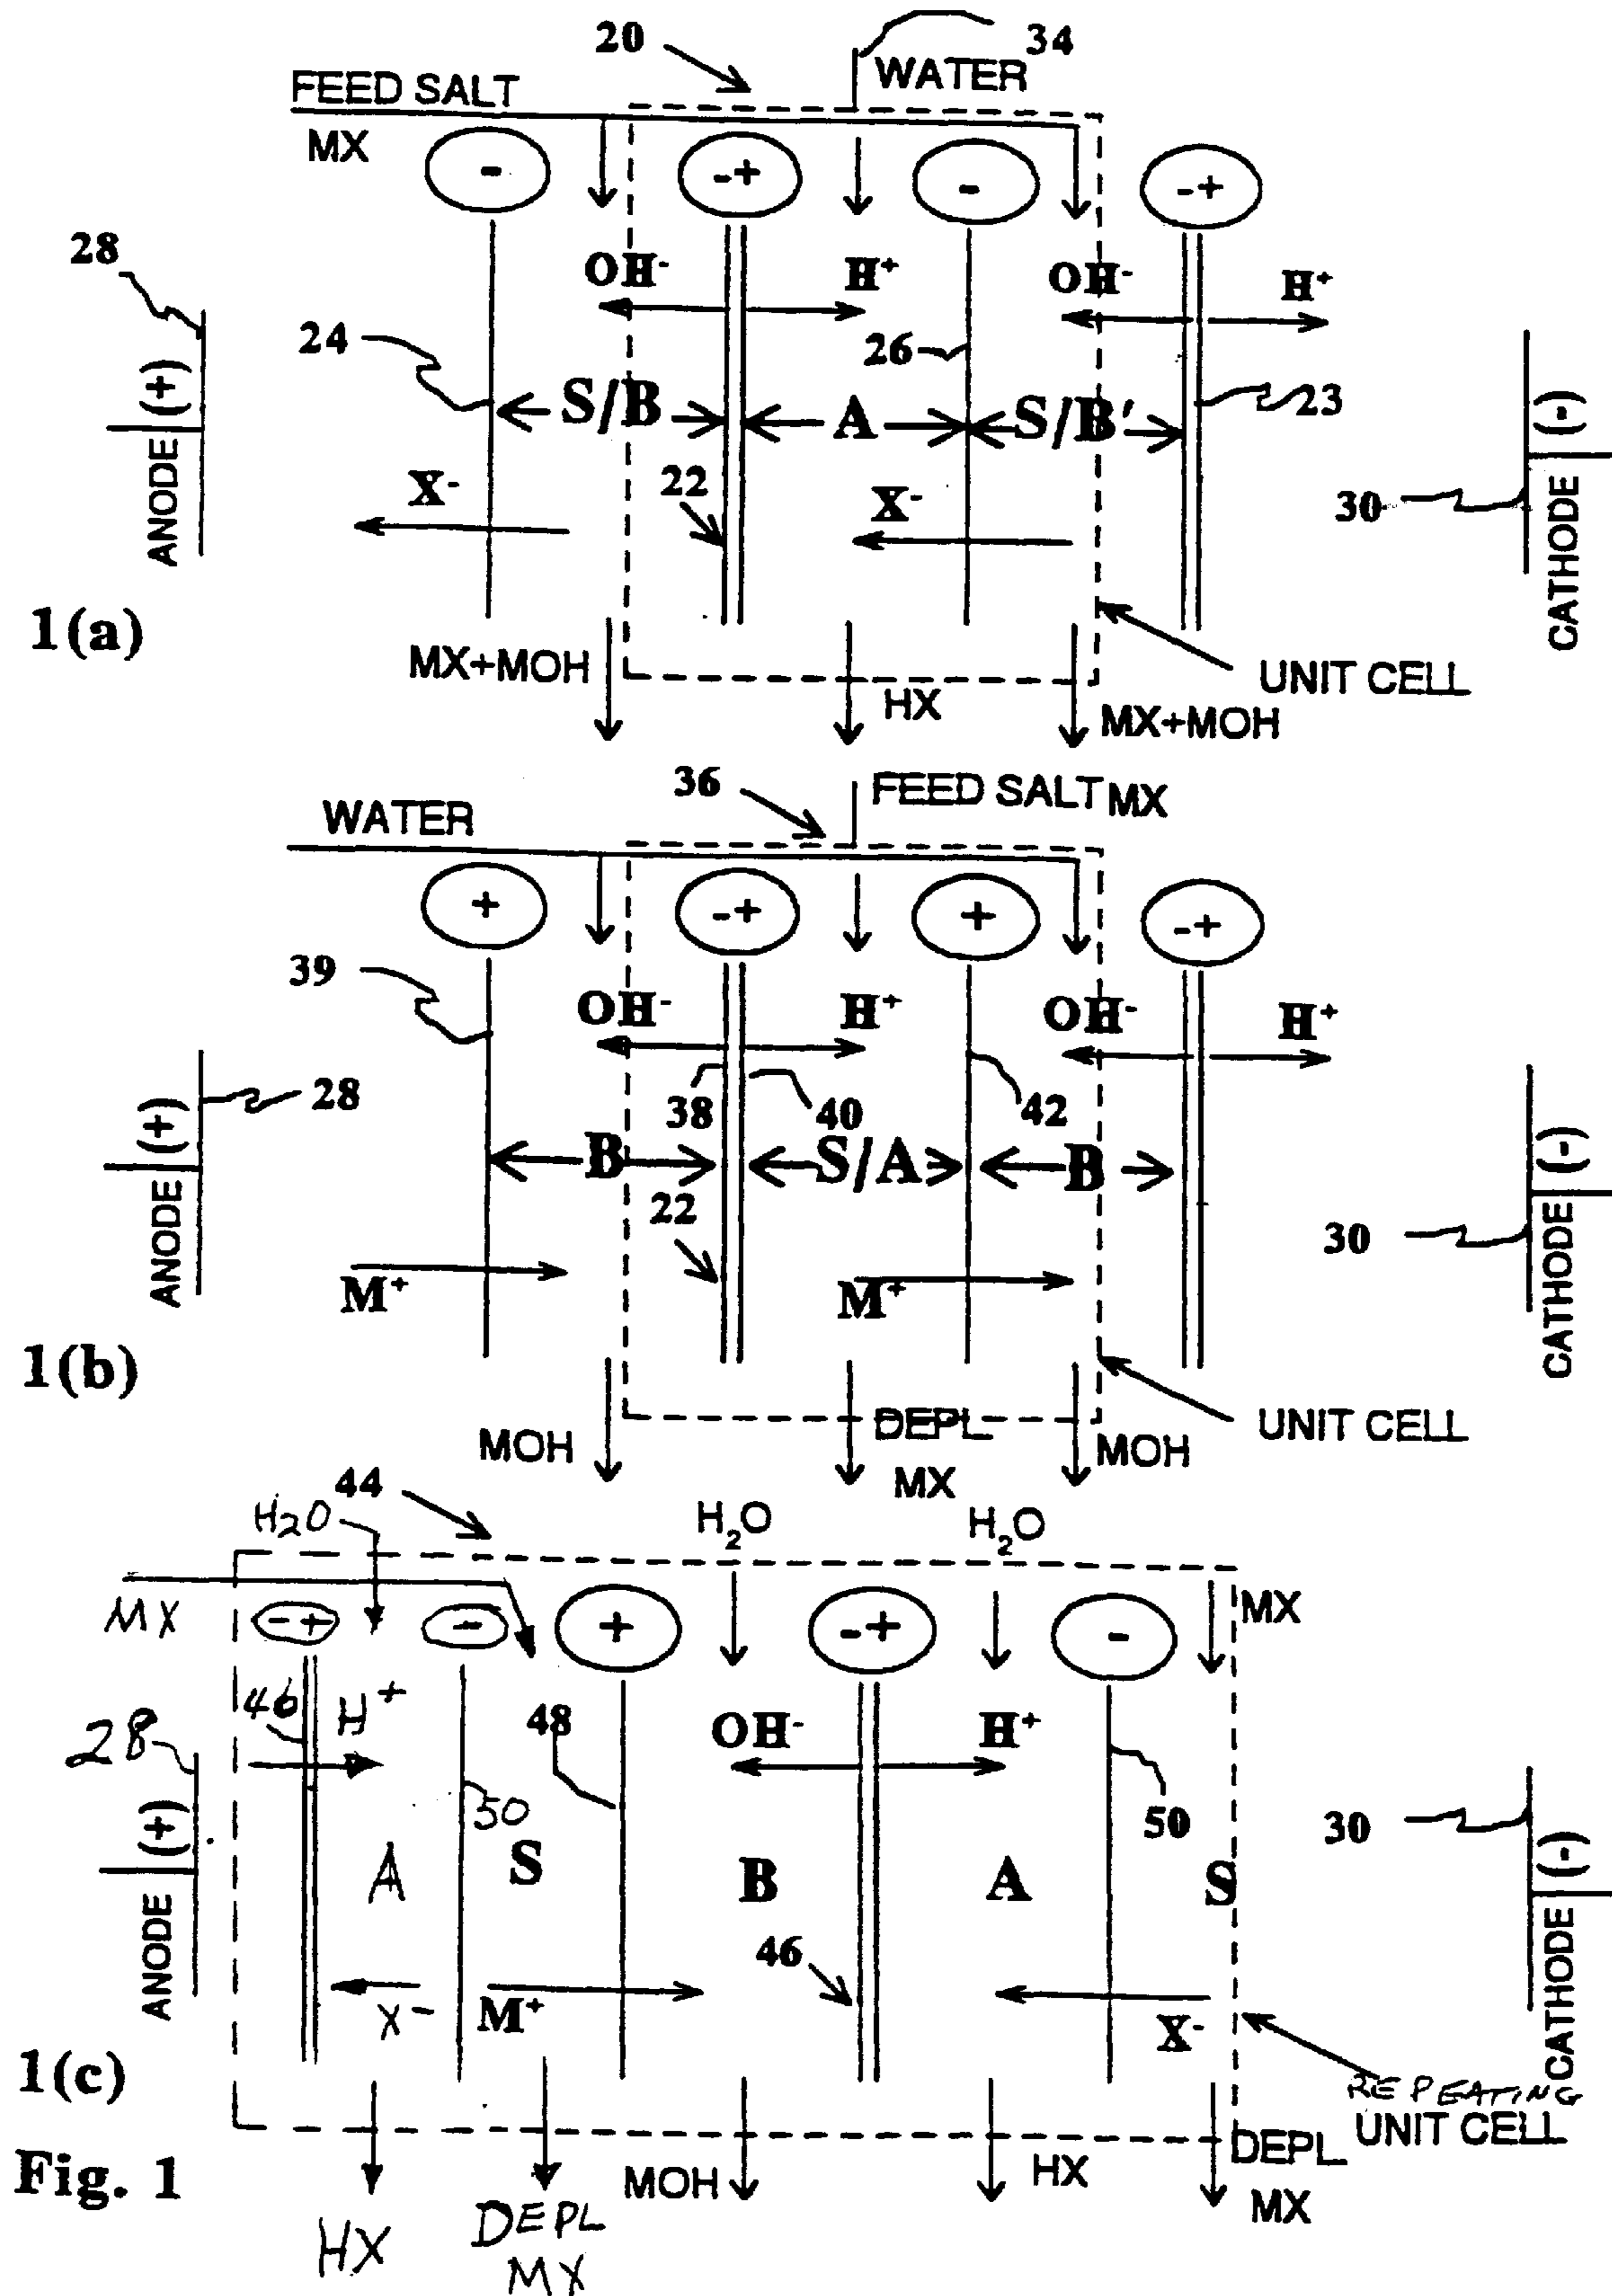 20
34
WATER
FEED SALT
MX
-
-+
-
-+
28
OH-
H+
OH-
H+
24
26
S/B
A
S/B'
23
ANODE (+)
X-
22
X-
30
CATHODE (-)
1(a)
MX+MOH
HX
MX+MOH
UNIT CELL
36
FEED SALT MX
WATER
+
-+
+
-+
39
OH-
H+
OH-
H+
28
38
40
42
ANODE (+)
B
S/A
B
22
30
CATHODE (-)
M+
M+
1(b)
MOH
DEPL
MX
MOH
UNIT CELL
44
H2O
H2O
H2O
MX
-+
-
+
-+
-
MX
46
H+
48
OH-
H+
28
50
50
30
ANODE (+)
A
S
B
A
S
46
CATHODE (-)
X-
M+
X-
1(c)
REPEATING
UNIT CELL
Fig. 1
HX
DEPL
MX
MOH
HX
DEPL
MX